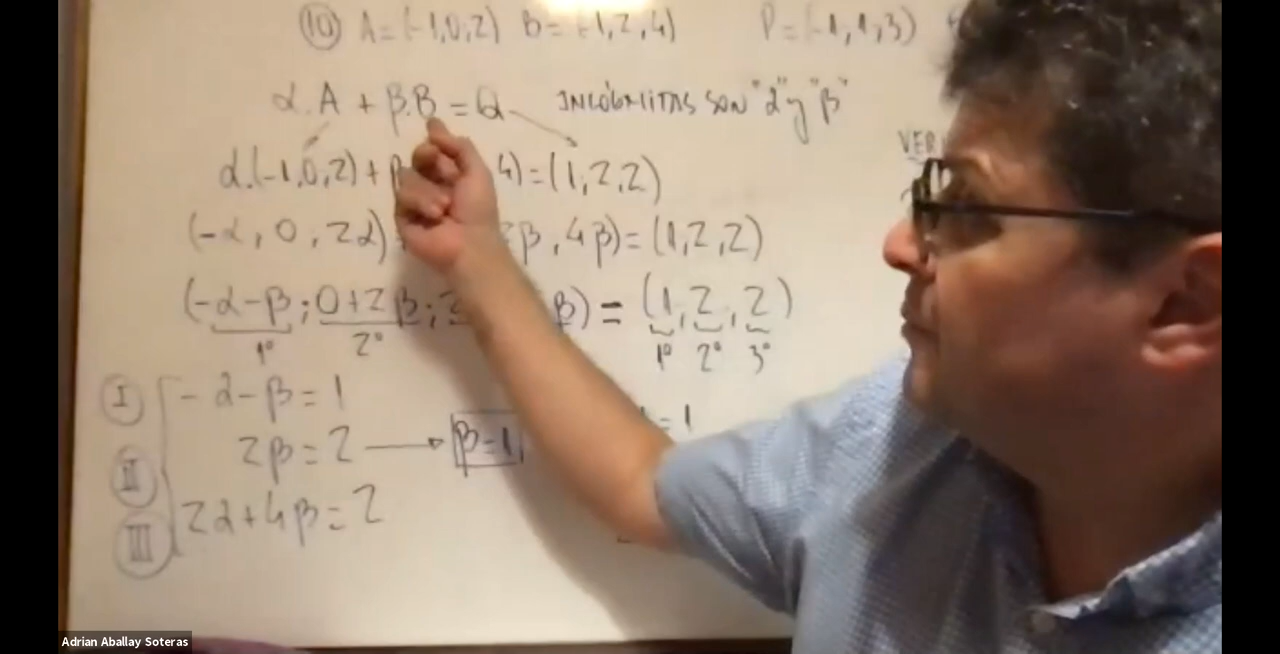 10 A=(-1,0,2) B=(-1,2,4) P=(-1,1,3)
α.A + β.B = Q INCÓGNITAS SON "α" y "β"
VER
α.(-1,0,2)+ 4)=(1,2,2)
(-α, 0, 2α) 2β, 4β)=(1,2,2)
(-α-β; 0+2β; β) = (1,2,2)
1° 2° 1° 2° 3°
I -α-β=1
=1
II 2β=2 → β=1
III 2α+4β=2
Adrian Aballay Soteras